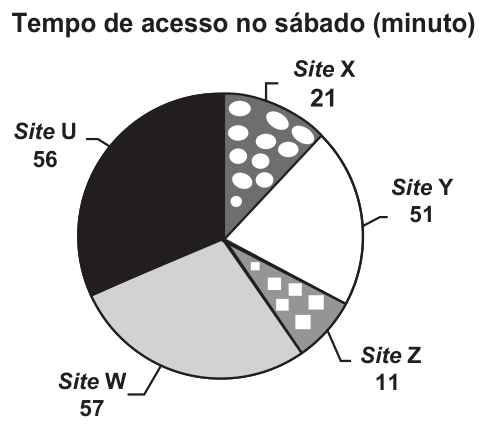 Tempo de acesso no sábado (minuto)
Site X
21
Site U
56
Site Y
51
Site Z
11
Site W
57